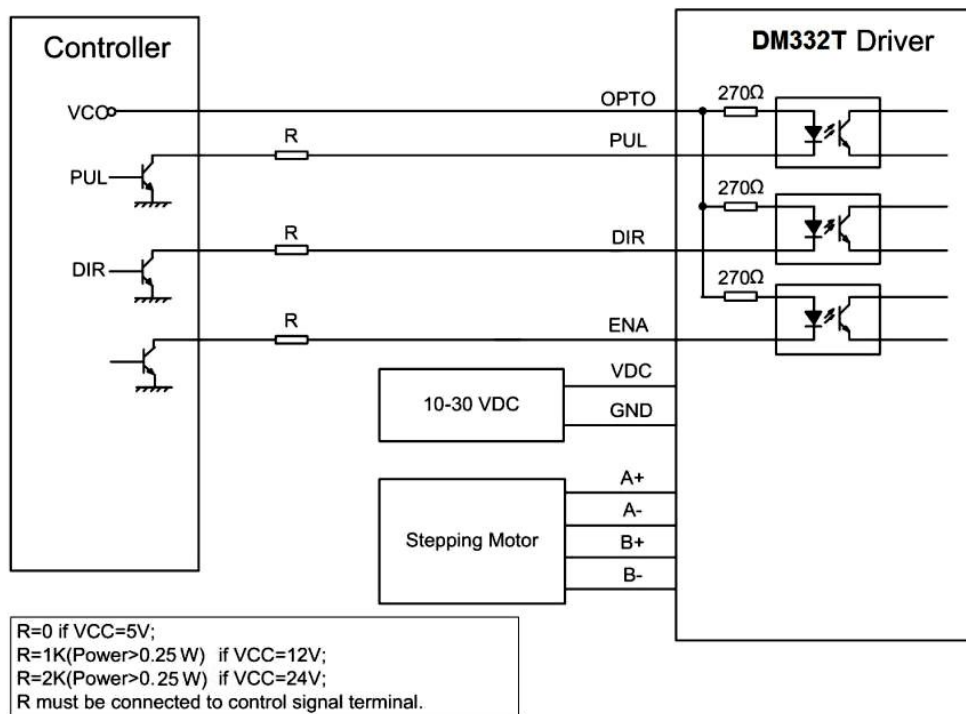 Controller
DM332T Driver
VCC
OPTO
270Ω
R
PUL
PUL
270Ω
R
DIR
DIR
270Ω
R
ENA
VDC
10-30 VDC
GND
A+
A-
Stepping Motor
B+
B-
R=0 if VCC=5V;
R=1K(Power>0.25 W) if VCC=12V;
R=2K(Power>0.25 W) if VCC=24V;
R must be connected to control signal terminal.